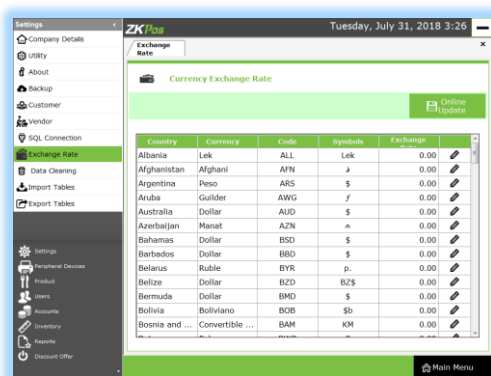 Settings
Company Details
Utility
About
Backup
Customer
Vendor
SQL Connection
Exchange Rate
Data Cleaning
Import Tables
Export Tables
Settings
Peripheral Devices
Product
Users
Accounts
Inventory
Reports
Discount Offer
ZKPos
Tuesday, July 31, 2018 3:26
Exchange Rate
Currency Exchange Rate
Online Update
Country Currency Code Symbols Exchange
Albania Lek ALL Lek 0.00
Afghanistan Afghani AFN ؋ 0.00
Argentina Peso ARS $ 0.00
Aruba Guilder AWG ƒ 0.00
Australia Dollar AUD $ 0.00
Azerbaijan Manat AZN 0.00
Bahamas Dollar BSD $ 0.00
Barbados Dollar BBD $ 0.00
Belarus Ruble BYR p. 0.00
Belize Dollar BZD BZ$ 0.00
Bermuda Dollar BMD $ 0.00
Bolivia Boliviano BOB $b 0.00
Bosnia and ... Convertible ... BAM KM 0.00
Main Menu